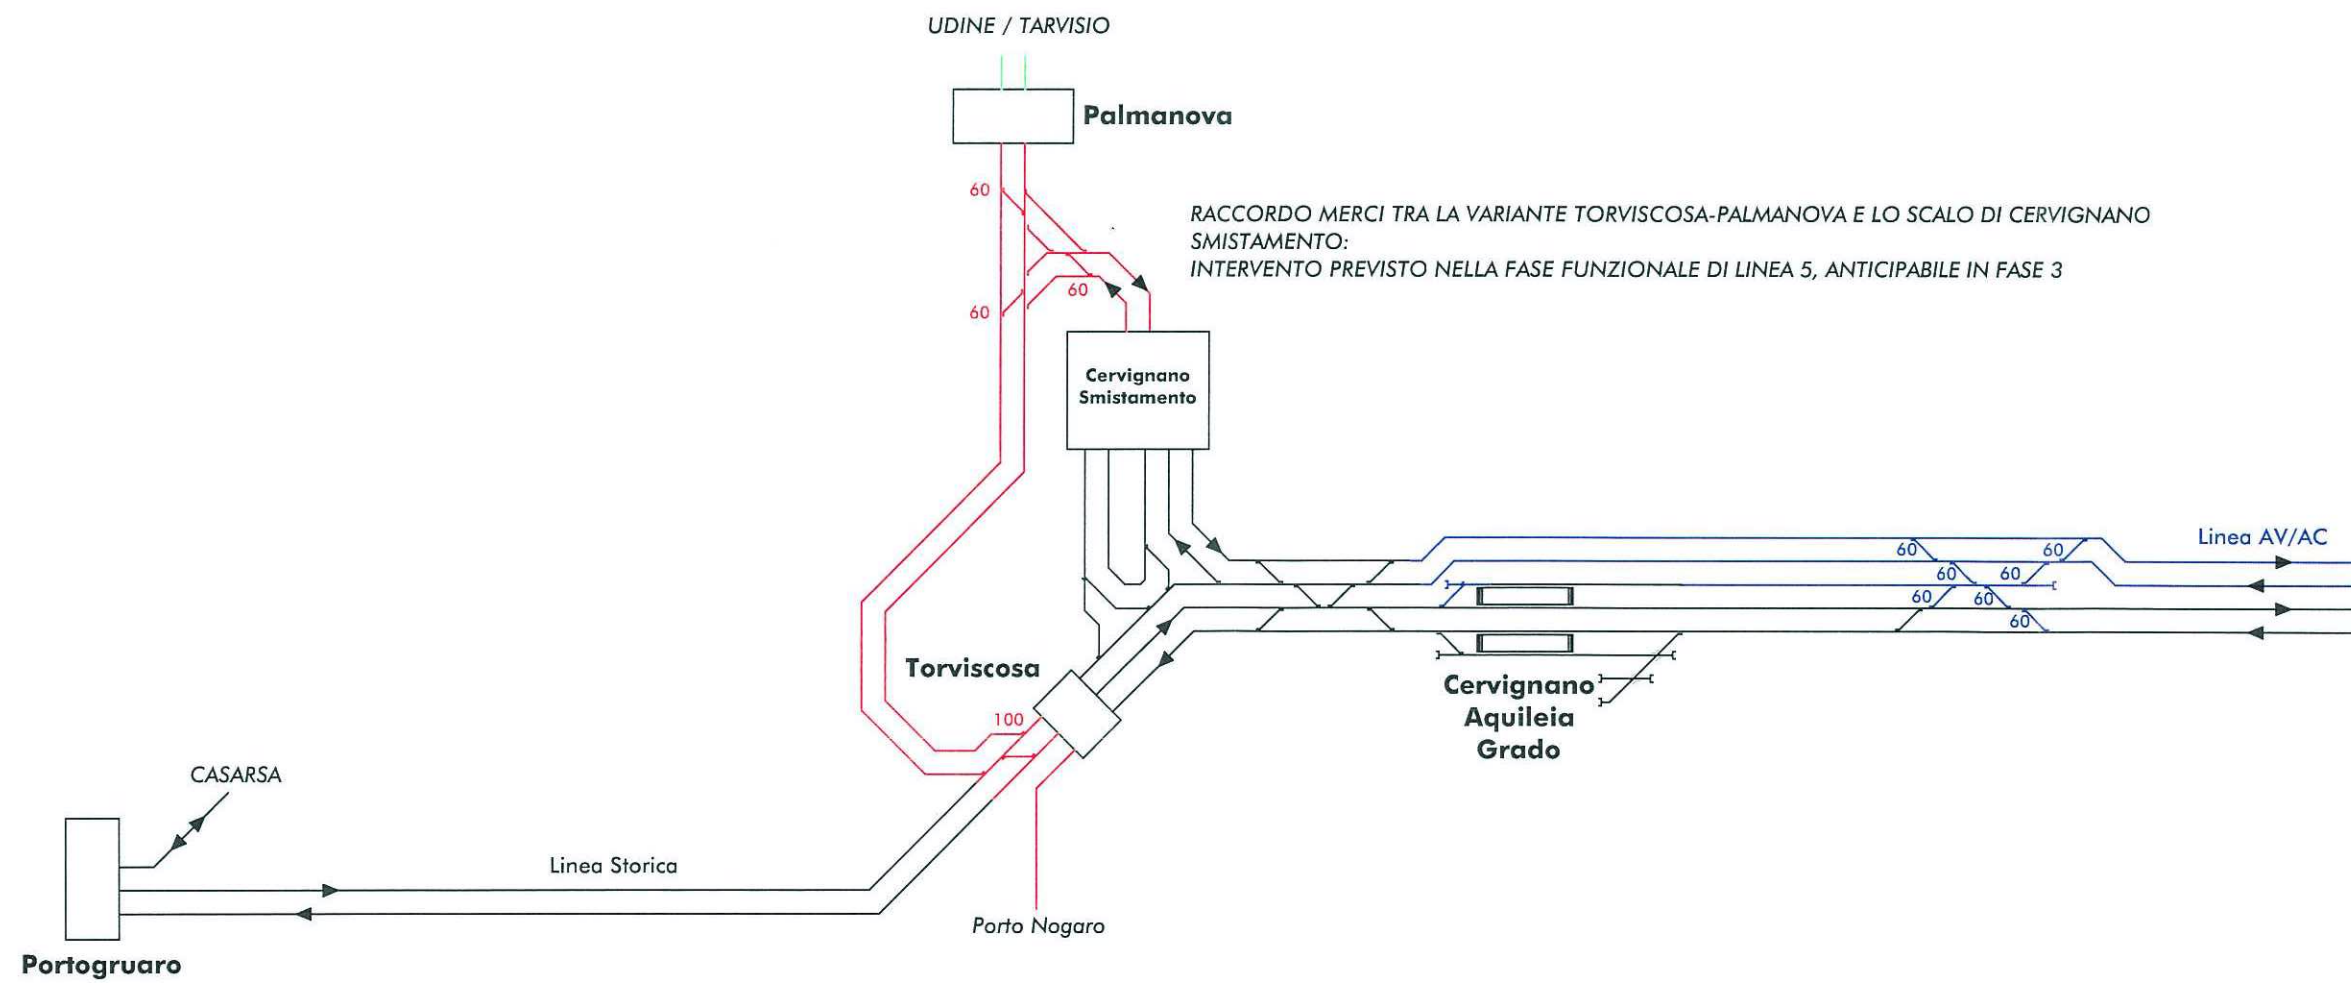 UDINE / TARVISIO
Palmanova
60
RACCORDO MERCI TRA LA VARIANTE TORVISCOSA-PALMANOVA E LO SCALO DI CERVIGNANO
SMISTAMENTO:
INTERVENTO PREVISTO NELLA FASE FUNZIONALE DI LINEA 5, ANTICIPABILE IN FASE 3
60
60
Cervignano
Smistamento
Linea AV/AC
60
60
60
60
60
60
60
Torviscosa
Cervignano
Aquileia
Grado
100
CASARSA
Linea Storica
Porto Nogaro
Portogruaro